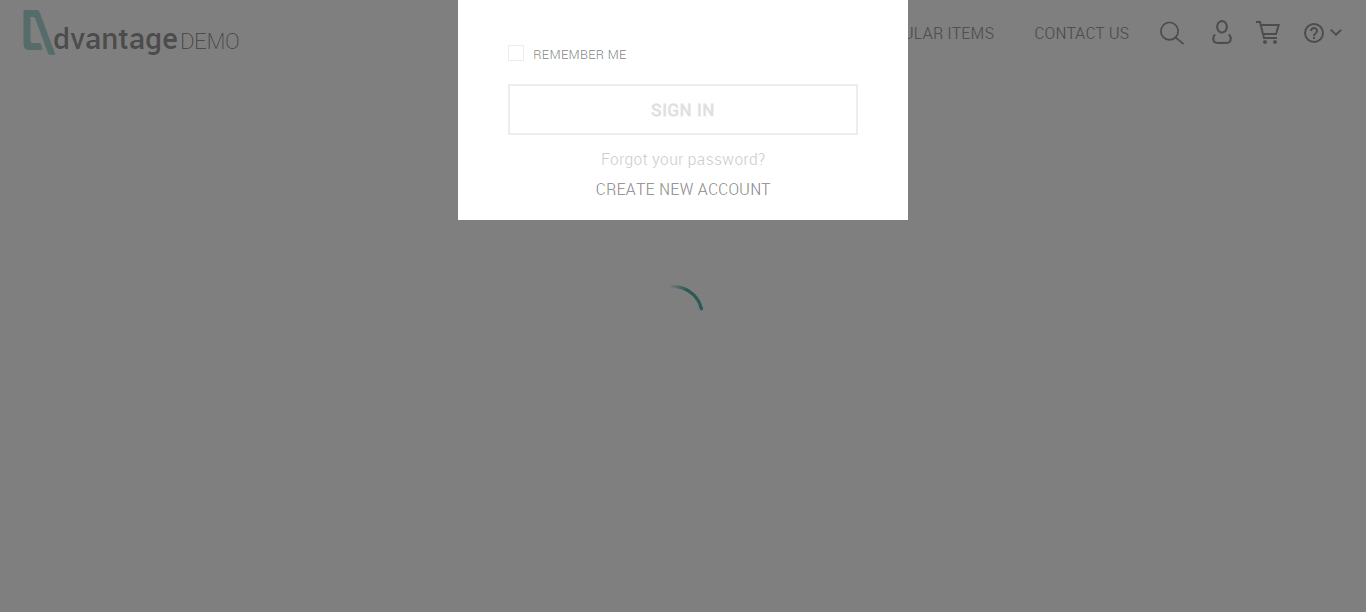 dvantage DEMO
ULAR ITEMS
CONTACT US
REMEMBER ME
SIGN IN
Forgot your password?
CREATE NEW ACCOUNT